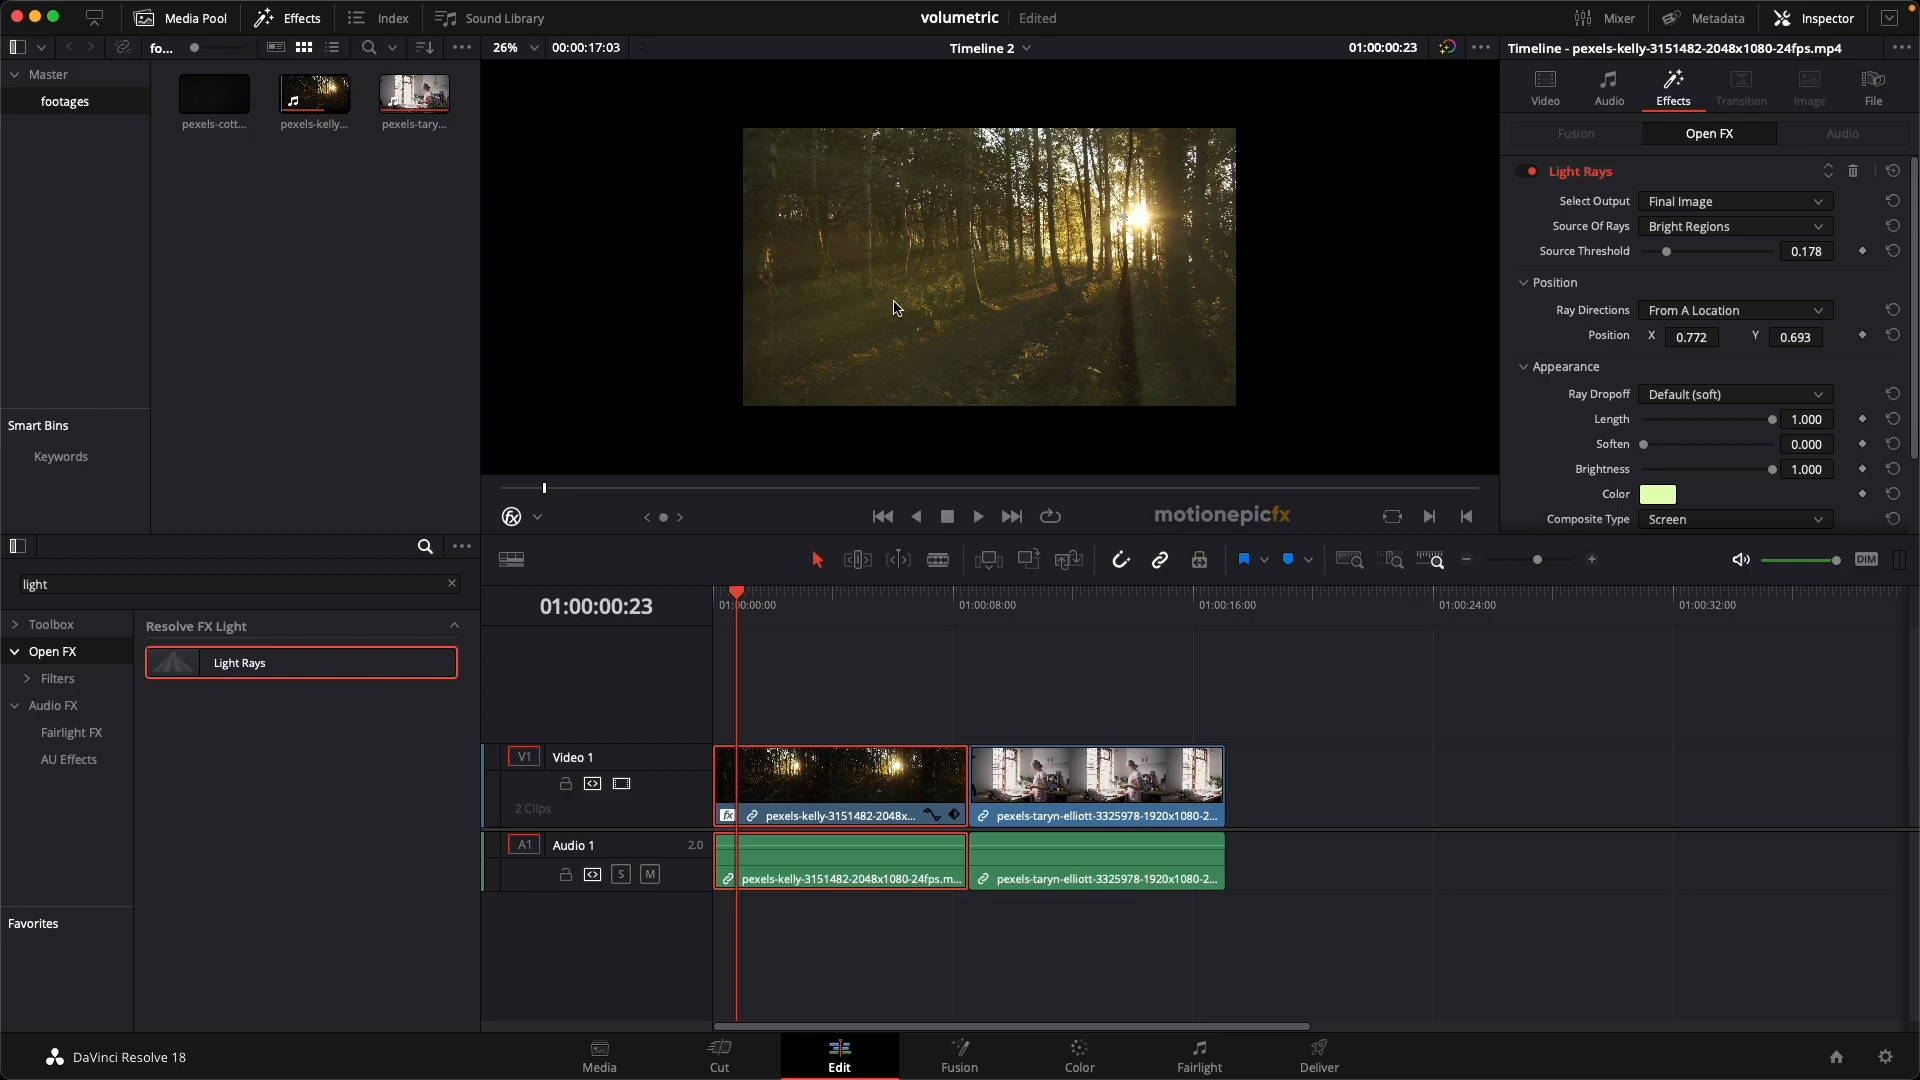 Media Pool
Effects
Index
Sound Library
volumetric
Edited
Mixer
Metadata
Inspector
fo...
26%
00:00:17:03
Timeline 2
01:00:00:23
Timeline - pexels-kelly-3151482-2048x1080-24fps.mp4
Master
footages
pexels-cott...
pexels-kelly...
pexels-tary...
Smart Bins
Keywords
Video
Audio
Effects
Transition
Image
File
Fusion
Open FX
Audio
Light Rays
Select Output
Final Image
Source Of Rays
Bright Regions
Source Threshold
0.178
Position
Ray Directions
From A Location
Position
X
0.772
Y
0.693
Appearance
Ray Dropoff
Default (soft)
Length
1.000
Soften
0.000
Brightness
1.000
Color
Composite Type
Screen
motionepicfx
light
Toolbox
Open FX
Filters
Audio FX
Fairlight FX
AU Effects
Resolve FX Light
Light Rays
Favorites
DIM
01:00:00:23
01:00:00:00
01:00:08:00
01:00:16:00
01:00:24:00
01:00:32:00
V1
Video 1
2 Clips
fx
pexels-kelly-3151482-2048x...
pexels-taryn-elliott-3325978-1920x1080-2...
A1
Audio 1
2.0
S
M
pexels-kelly-3151482-2048x1080-24fps.m...
pexels-taryn-elliott-3325978-1920x1080-2...
DaVinci Resolve 18
Media
Cut
Edit
Fusion
Color
Fairlight
Deliver